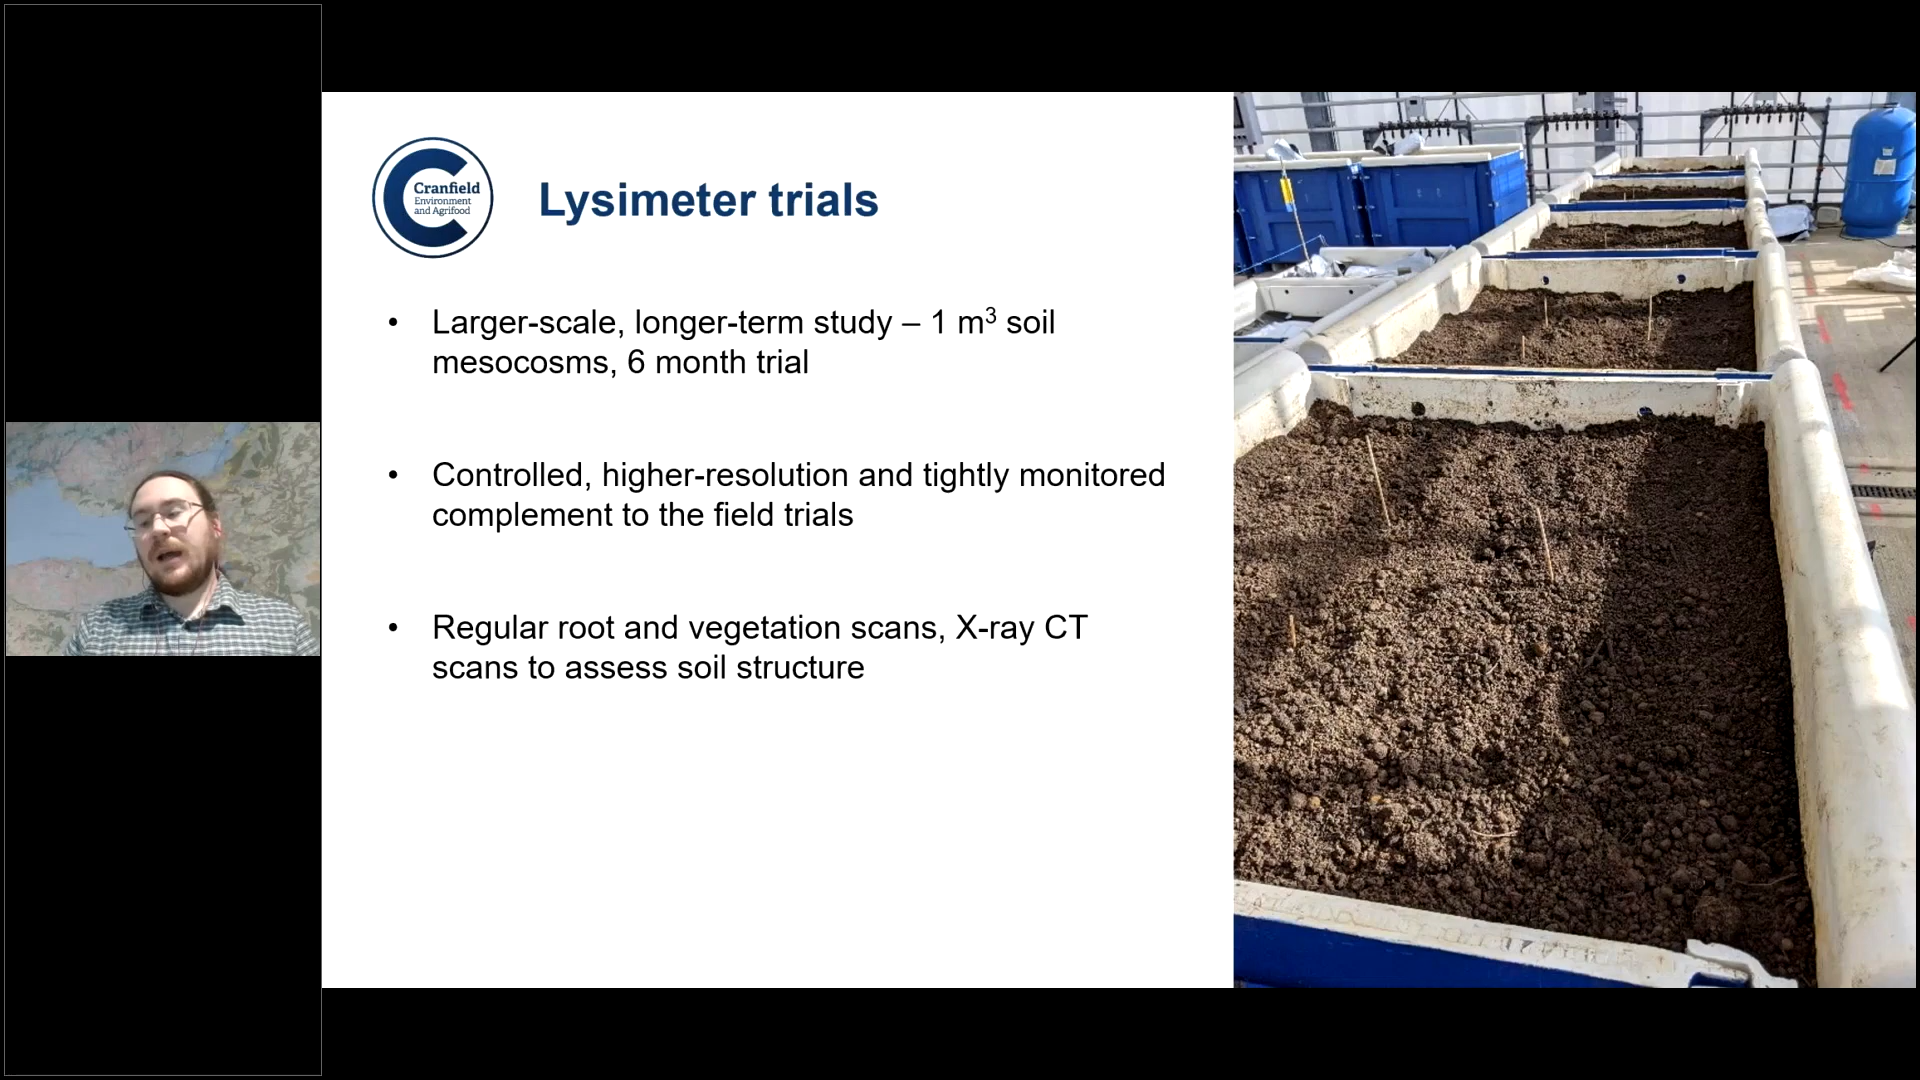 Cranfield
Environment
and Agrifood
Lysimeter trials
• Larger-scale, longer-term study – 1 m³ soil
mesocosms, 6 month trial
• Controlled, higher-resolution and tightly monitored
complement to the field trials
• Regular root and vegetation scans, X-ray CT
scans to assess soil structure